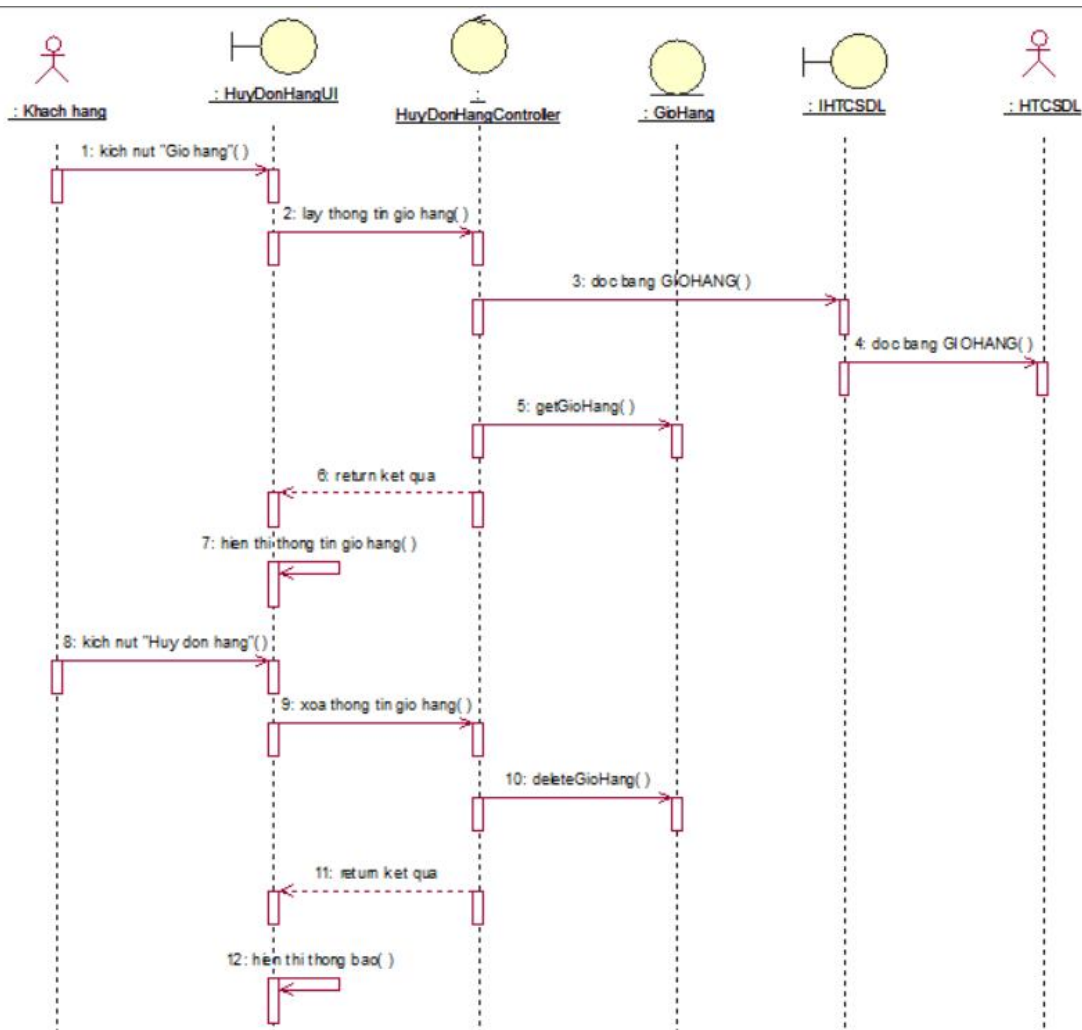 : Khach hang
: HuyDonHangUI
:
HuyDonHangController
: GioHang
: IHTCSDL
: HTCSDL
1: kich nut "Gio hang"( )
2: lay thong tin gio hang( )
3: doc bang GIOHANG( )
4: doc bang GIOHANG( )
5: getGioHang( )
6: return ket qua
7: hien thi thong tin gio hang( )
8: kich nut "Huy don hang"( )
9: xoa thong tin gio hang( )
10: deleteGioHang( )
11: return ket qua
12: hien thi thong bao( )